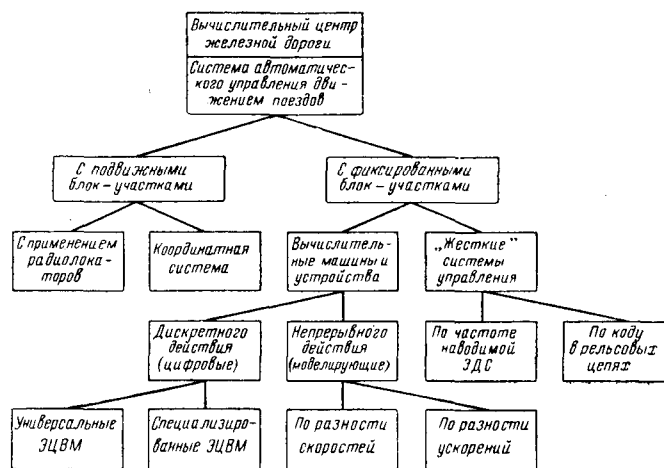 Вычислительный центр
железной дороги
Система автоматичес-
кого управления дви-
жением поездов
С подвижными
блок-участками
С фиксированными
блок-участками
С применением
радиолока-
торов
Координатная
система
Вычислитель-
ные машины и
устройства
„Жесткие"
системы
управления
Дискретного
действия
(цифровые)
Непрерывного
действия
(моделирующие)
По частоте
наводимой
ЭДС
По коду
в рельсовых
цепях
Универсальные
ЭЦВМ
Специализиро-
ванные ЭЦВМ
По разности
скоростей
По разности
ускорений